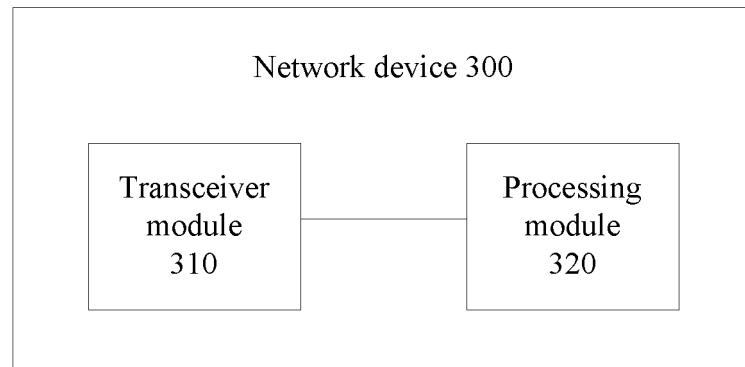 Network device 300
Transceiver
module
310
Processing
module
320